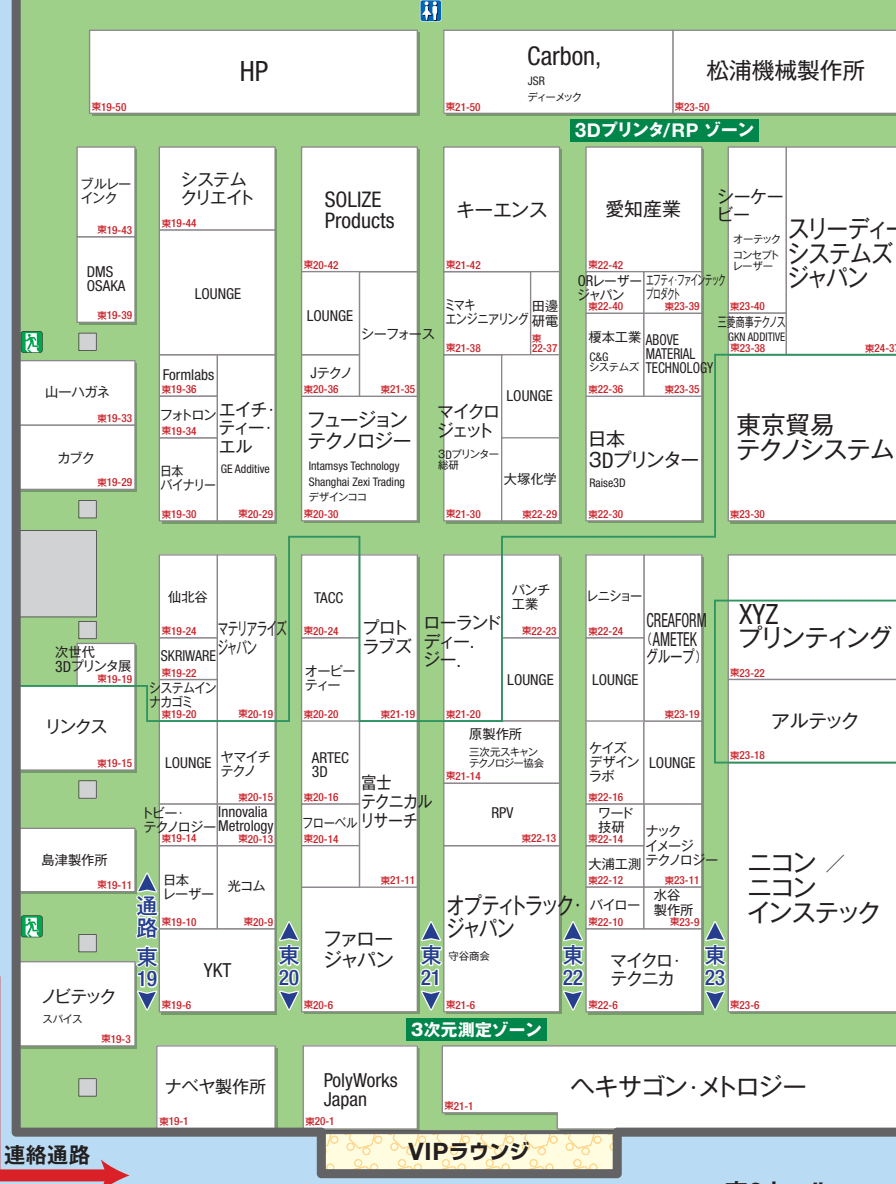 HP
東19-50
Carbon,
JSR
ディーメック
東21-50
松浦機械製作所
東23-50
3Dプリンタ/RP ゾーン
ブルレー
インク
東19-43
DMS
OSAKA
東19-39
システム
クリエイト
東19-44
LOUNGE
SOLIZE
Products
東20-42
LOUNGE
シーフォース
Jテクノ
東20-36
東21-35
キーエンス
東21-42
ミマキ
エンジニアリング
東21-38
田邊
研電
東
22-37
愛知産業
東22-42
ORレーザー
ジャパン
東22-40
エフティ・ファインテック
プロダクト
東23-39
榎本工業
C&G
システムズ
東22-36
ABOVE
MATERIAL
TECHNOLOGY
東23-35
シーケー
ビー
オーテック
コンセプト
レーザー
東23-40
三菱商事テクノス
GKN ADDITIVE
東23-38
スリーディー
システムズ
ジャパン
東24-37
山一ハガネ
東19-33
カブク
東19-29
Formlabs
東19-36
フォトロン
東19-34
日本
バイナリー
東19-30
エイチ・
ティー・
エル
GE Additive
東20-29
フュージョン
テクノロジー
Intamsys Technology
Shanghai Zexi Trading
デザインココ
東20-30
マイクロ
ジェット
3Dプリンター
総研
東21-30
LOUNGE
大塚化学
東22-29
日本
3Dプリンター
Raise3D
東22-30
東京貿易
テクノシステム
東23-30
仙北谷
東19-24
SKRIWARE
東19-22
システムイン
ナカゴミ
東19-20
マテリアライズ
ジャパン
東20-19
TACC
東20-24
オービー
ティー
東20-20
プロト
ラブズ
東21-19
ローランド
ディー.
ジー.
東21-20
パンチ
工業
東22-23
LOUNGE
レニショー
東22-24
LOUNGE
CREAFORM
(AMETEK
グループ)
東23-19
XYZ
プリンティング
東23-22
アルテック
東23-18
次世代
3Dプリンタ展
東19-19
リンクス
東19-15
LOUNGE
ヤマイチ
テクノ
東20-15
トビー・
テクノロジー
東19-14
Innovalia
Metrology
東20-13
日本
レーザー
東19-10
光コム
東20-9
YKT
東19-6
ARTEC
3D
東20-16
フローベル
東20-14
富士
テクニカル
リサーチ
東21-11
ファロー
ジャパン
東20-6
原製作所
三次元スキャン
テクノロジー協会
東21-14
RPV
東22-13
オプティトラック・
ジャパン
守谷商会
東21-6
ケイズ
デザイン
ラボ
東22-16
LOUNGE
ワード
技研
東22-14
ナック
イメージ
テクノロジー
東23-11
大浦工測
東22-12
バイロー
東22-10
水谷
製作所
東23-9
マイクロ・
テクニカ
東22-6
ニコン /
ニコン
インステック
東23-6
島津製作所
東19-11
ノビテック
スパイス
東19-3
通路
東
19
東
20
東
21
東
22
東
23
3次元測定ゾーン
ナベヤ製作所
東19-1
PolyWorks
Japan
東20-1
ヘキサゴン・メトロジー
東21-1
連絡通路
VIPラウンジ